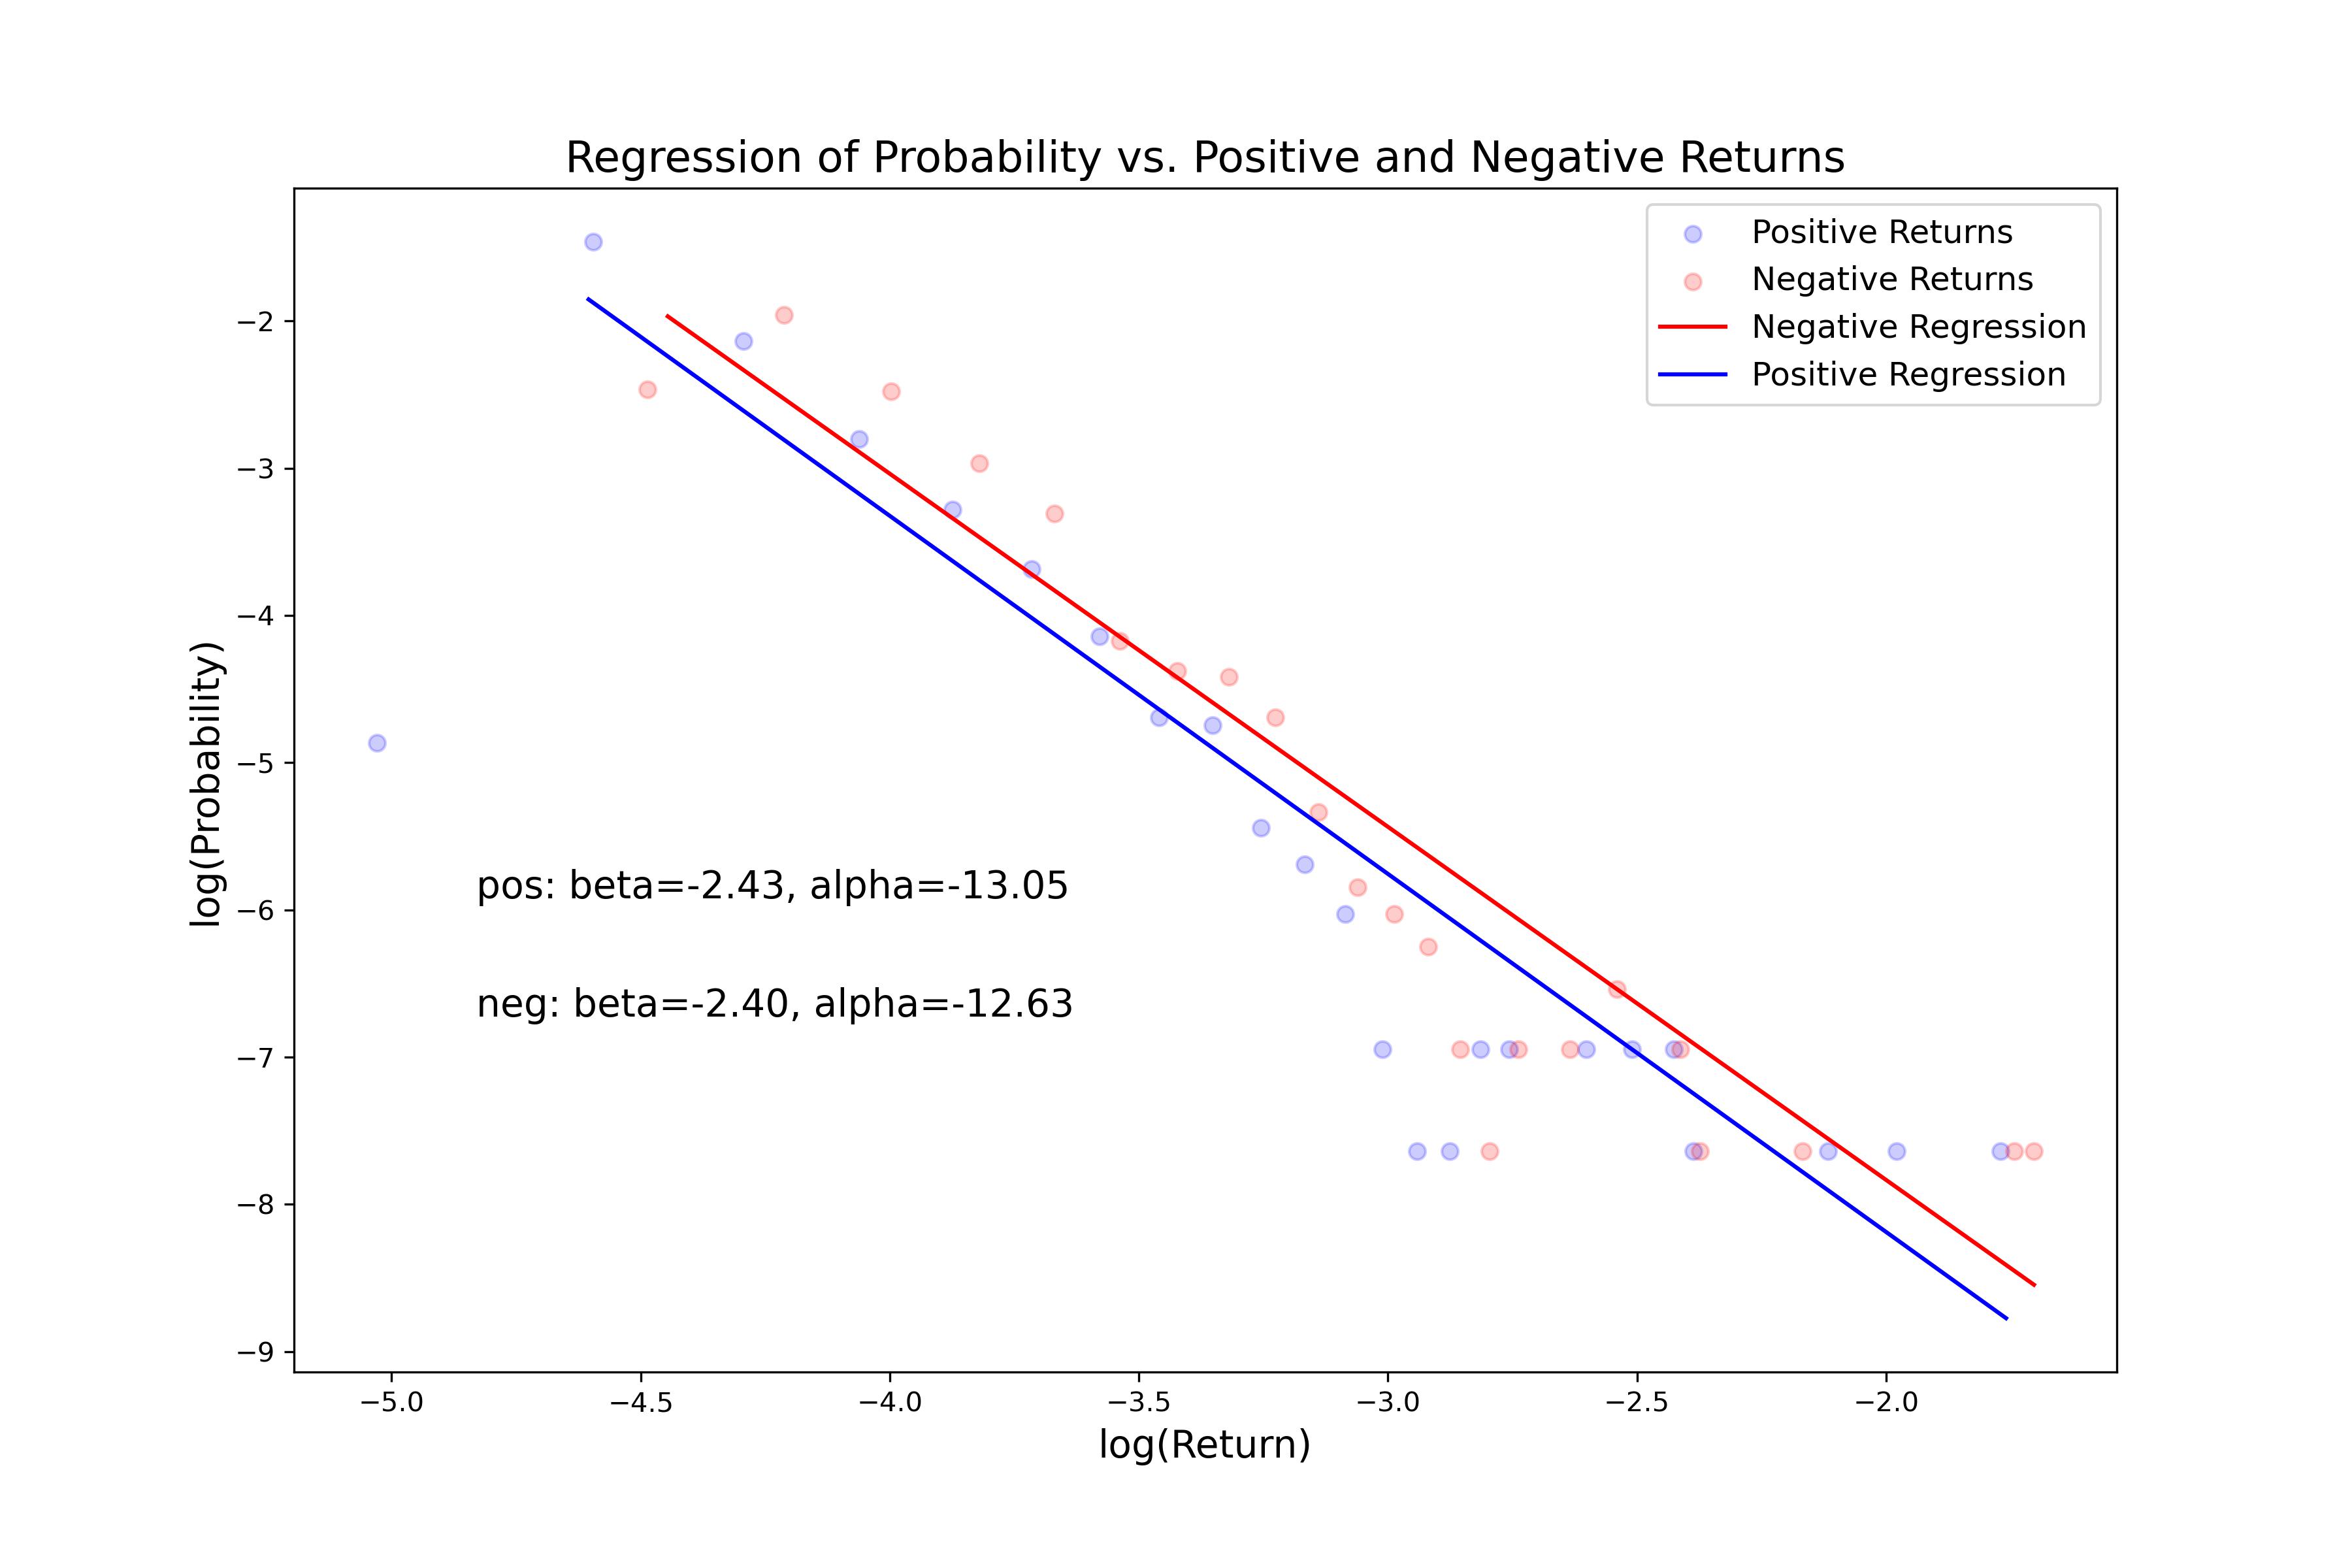 Regression of Probability vs. Positive and Negative Returns
Positive Returns
Negative Returns
Negative Regression
Positive Regression
−2
−3
−4
−5
−6
−7
−8
−9
log(Probability)
pos: beta=-2.43, alpha=-13.05
neg: beta=-2.40, alpha=-12.63
−5.0
−4.5
−4.0
−3.5
−3.0
−2.5
−2.0
log(Return)